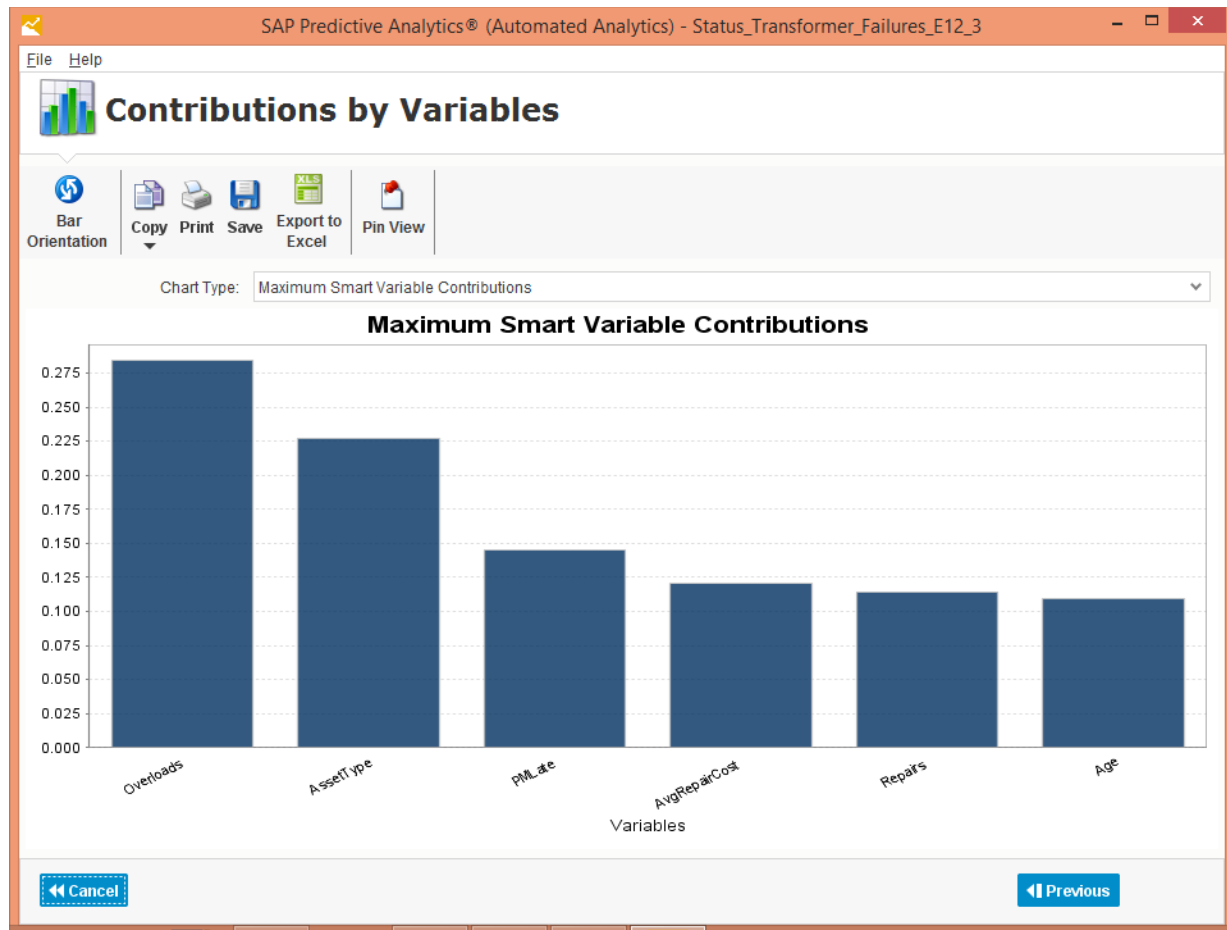 SAP Predictive Analytics® (Automated Analytics) - Status_Transformer_Failures_E12_3
File Help
Contributions by Variables
Bar Orientation
Copy Print Save
XLS
Export to Excel
Pin View
Chart Type: Maximum Smart Variable Contributions
Maximum Smart Variable Contributions
0.275
0.250
0.225
0.200
0.175
0.150
0.125
0.100
0.075
0.050
0.025
0.000
Overloads AssetType PMLate AvgRepairCost Repairs Age
Variables
Cancel Previous